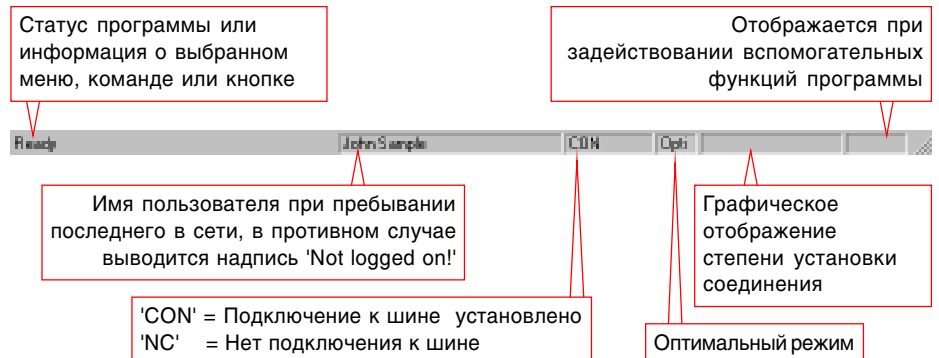 Статус программы или
информация о выбранном
меню, команде или кнопке
Отображается при
задействовании вспомогательных
функций программы
Ready
John Sample
CON
Opti
Имя пользователя при пребывании
последнего в сети, в противном случае
выводится надпись 'Not logged on!'
Графическое
отображение
степени установки
соединения
'CON' = Подключение к шине установлено
'NC' = Нет подключения к шине
Оптимальный режим